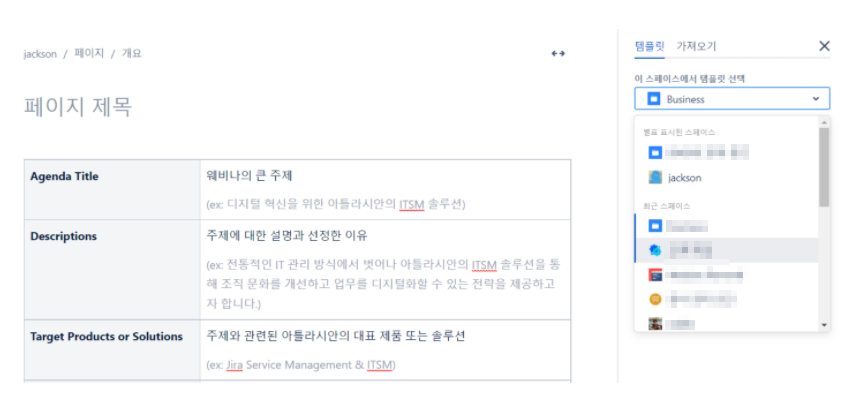 jackson / 페이지 / 개요
페이지 제목
Agenda Title
웨비나의 큰 주제
(ex: 디지털 혁신을 위한 아틀라시안의 ITSM 솔루션)
Descriptions
주제에 대한 설명과 선정한 이유
(ex: 전통적인 IT 관리 방식에서 벗어나 아틀라시안의 ITSM 솔루션을 통
해 조직 문화를 개선하고 업무를 디지털화할 수 있는 전략을 제공하고
자 합니다.)
Target Products or Solutions
주제와 관련된 아틀라시안의 대표 제품 또는 솔루션
(ex: Jira Service Management & ITSM)
템플릿 가져오기
이 스페이스에서 템플릿 선택
Business
별표 표시된 스페이스
jackson
최근 스페이스